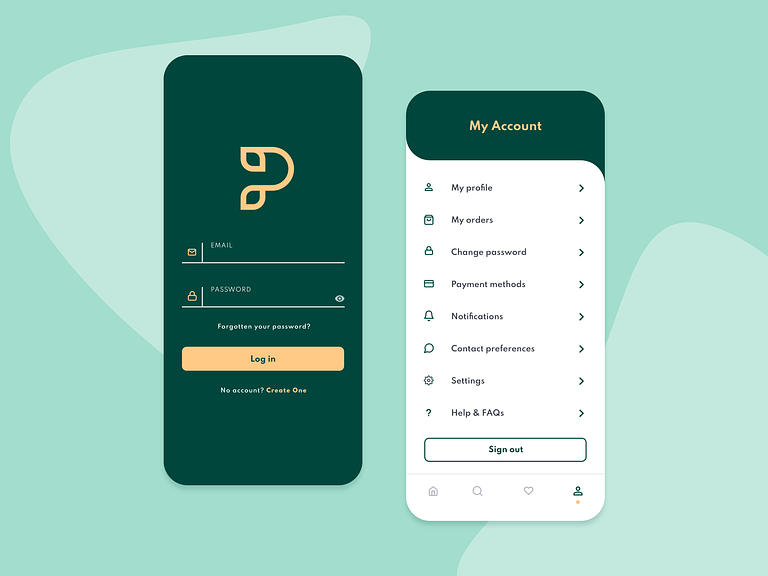 EMAIL
PASSWORD
Forgotten your password?
Log in
No account? Create One
My Account
My profile
My orders
Change password
Payment methods
Notifications
Contact preferences
Settings
Help & FAQs
Sign out